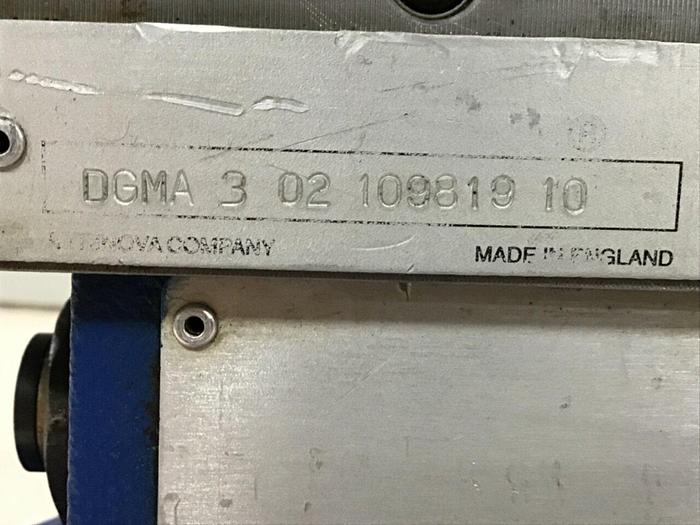 ®
DGMA 3 02 109819 10
COMPANY MADE IN ENGLAND